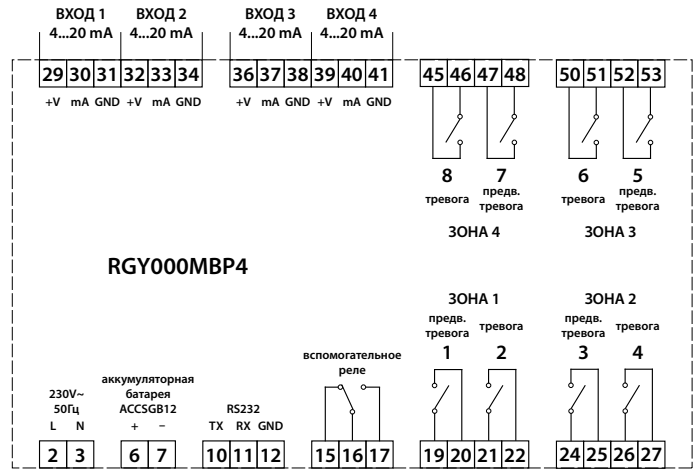 ВХОД 1 ВХОД 2 ВХОД 3 ВХОД 4
4...20 mA 4...20 mA 4...20 mA 4...20 mA
29 30 31 32 33 34 36 37 38 39 40 41 45 46 47 48 50 51 52 53
+V mA GND +V mA GND +V mA GND +V mA GND
8 7 6 5
тревога предв. тревога тревога предв. тревога
ЗОНА 4 ЗОНА 3
RGY000MBP4
ЗОНА 1 ЗОНА 2
предв. тревога тревога предв. тревога тревога
1 2 3 4
вспомогательное
реле
230V~
50Гц
L N
аккумуляторная
батарея
ACCSGB12
+ –
RS232
TX RX GND
2 3 6 7 10 11 12 15 16 17 19 20 21 22 24 25 26 27